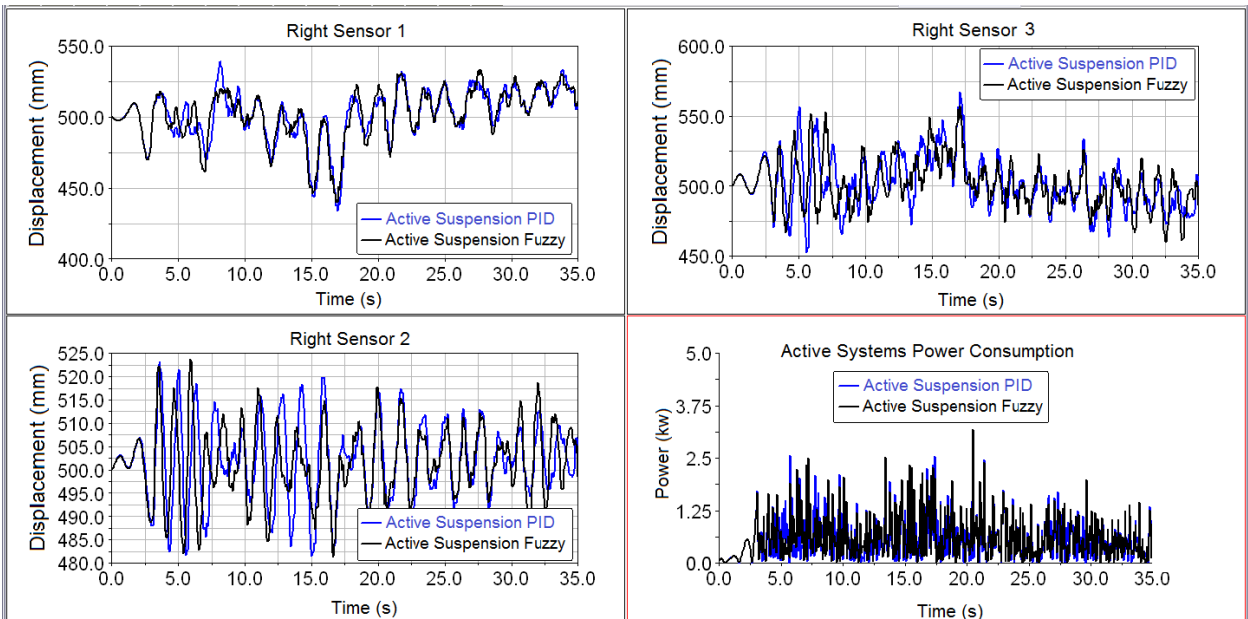 Right Sensor 1
550.0
500.0
450.0
400.0
Displacement (mm)
Active Suspension PID
Active Suspension Fuzzy
0.0 5.0 10.0 15.0 20.0 25.0 30.0 35.0
Time (s)
Right Sensor 3
600.0
550.0
500.0
450.0
Displacement (mm)
Active Suspension PID
Active Suspension Fuzzy
0.0 5.0 10.0 15.0 20.0 25.0 30.0 35.0
Time (s)
Right Sensor 2
525.0
520.0
515.0
510.0
505.0
500.0
495.0
490.0
485.0
480.0
Displacement (mm)
Active Suspension PID
Active Suspension Fuzzy
0.0 5.0 10.0 15.0 20.0 25.0 30.0 35.0
Time (s)
Active Systems Power Consumption
5.0
3.75
2.5
1.25
0.0
Power (kw)
Active Suspension PID
Active Suspension Fuzzy
0.0 5.0 10.0 15.0 20.0 25.0 30.0 35.0
Time (s)